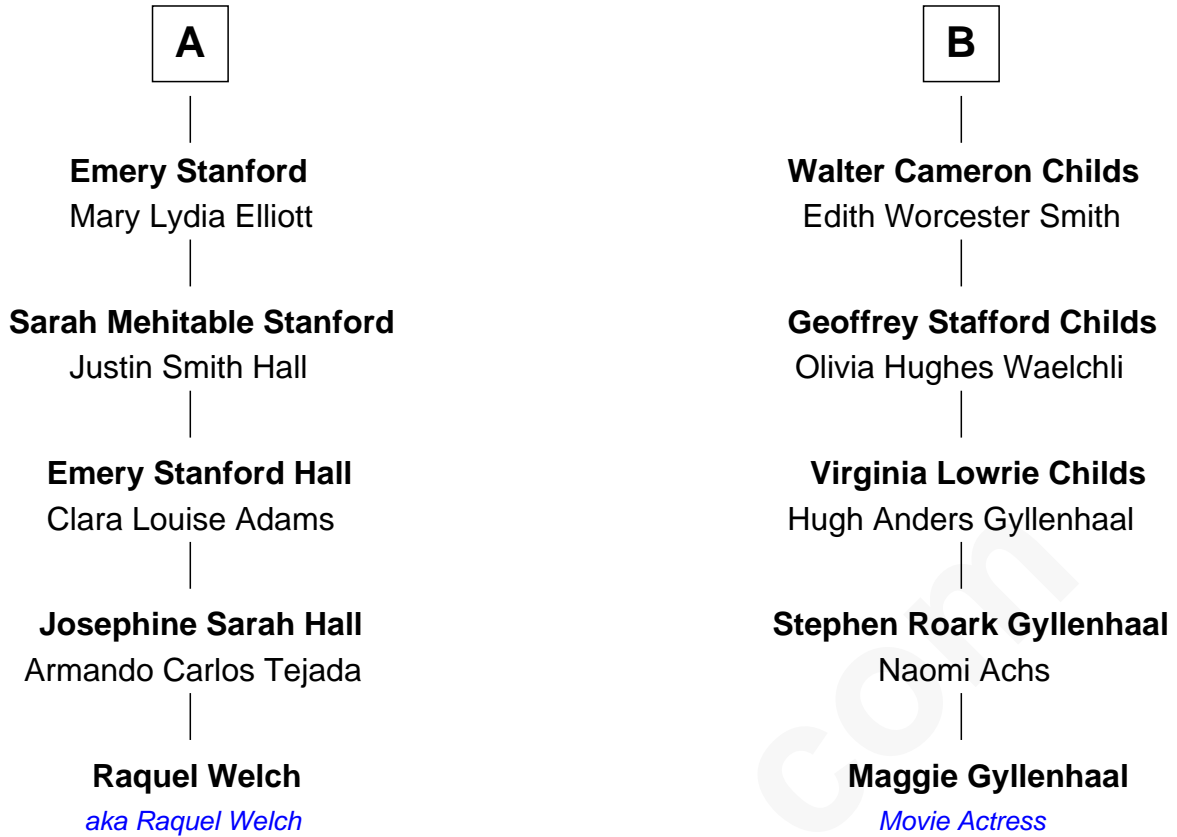 A
Emery Stanford
Mary Lydia Elliott
Sarah Mehitable Stanford
Justin Smith Hall
Emery Stanford Hall
Clara Louise Adams
Josephine Sarah Hall
Armando Carlos Tejada
Raquel Welch
aka Raquel Welch
B
Walter Cameron Childs
Edith Worcester Smith
Geoffrey Stafford Childs
Olivia Hughes Waelchli
Virginia Lowrie Childs
Hugh Anders Gyllenhaal
Stephen Roark Gyllenhaal
Naomi Achs
Maggie Gyllenhaal
Movie Actress
com